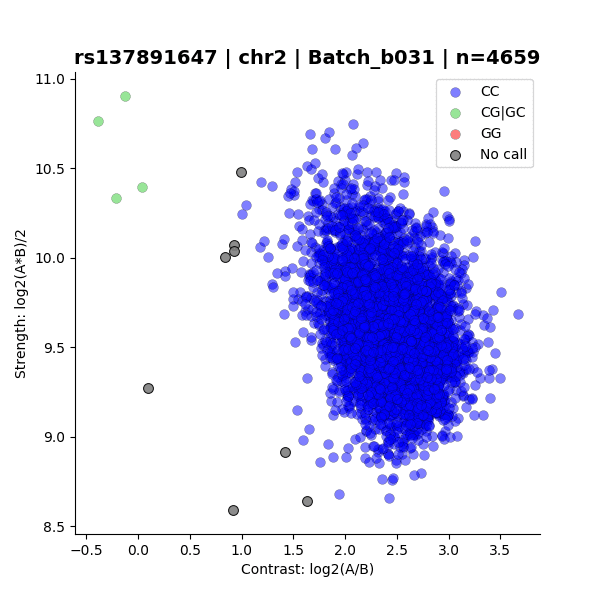 rs137891647 | chr2 | Batch_b031 | n=4659
CC
CG|GC
GG
No call
Strength: log2(A*B)/2
11.0
10.5
10.0
9.5
9.0
8.5
−0.5 0.0 0.5 1.0 1.5 2.0 2.5 3.0 3.5
Contrast: log2(A/B)